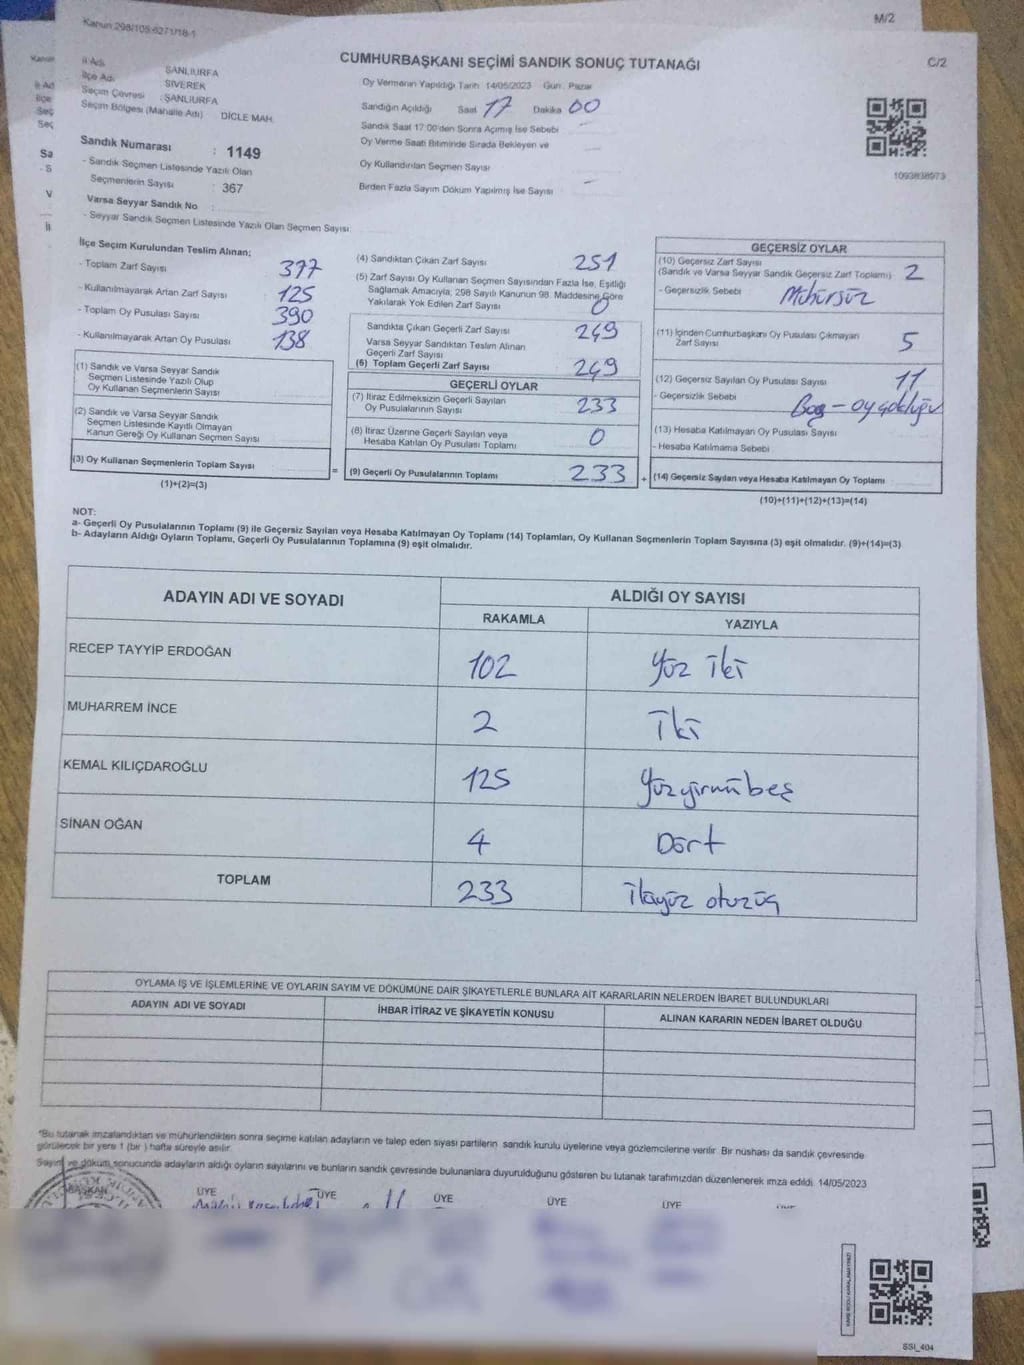 Kanun:298/105:6271/18-1
M/2
C/2
CUMHURBAŞKANI SEÇİMİ SANDIK SONUÇ TUTANAĞI
İl Adı : ŞANLIURFA
İlçe Adı SİVEREK
Seçim Çevresi : ŞANLIURFA
Seçim Bölgesi (Mahalle Adı) DİCLE MAH.
Sandık Numarası : 1149
- Sandık Seçmen Listesinde Yazılı Olan
Seçmenlerin Sayısı : 367
Varsa Seyyar Sandık No
- Seyyar Sandık Seçmen Listesinde Yazılı Olan Seçmen Sayısı
Oy Vermenin Yapıldığı Tarih 14/05/2023 Gün: Pazar
Sandığın Açıldığı Saat 17 Dakika 00
Sandık Saat 17:00'den Sonra Açılmış İse Sebebi
Oy Verme Saati Bitiminde Sırada Bekleyen ve
Oy Kullandırılan Seçmen Sayısı
Birden Fazla Sayım Döküm Yapılmış İse Sayısı –
1093838973
İlçe Seçim Kurulundan Teslim Alınan;
- Toplam Zarf Sayısı 377
- Kullanılmayarak Artan Zarf Sayısı 125
- Toplam Oy Pusulası Sayısı 390
- Kullanılmayarak Artan Oy Pusulası 138
(1) Sandık ve Varsa Seyyar Sandık
Seçmen Listesinde Yazılı Olup
Oy Kullanan Seçmenlerin Sayısı
(2) Sandık ve Varsa Seyyar Sandık
Seçmen Listesinde Kayıtlı Olmayan
Kanun Gereği Oy Kullanan Seçmen Sayısı
(3) Oy Kullanan Seçmenlerin Toplam Sayısı
(1)+(2)=(3)
(4) Sandıktan Çıkan Zarf Sayısı 251
(5) Zarf Sayısı Oy Kullanan Seçmen Sayısından Fazla İse, Eşitliği
Sağlamak Amacıyla, 298 Sayılı Kanunun 98. Maddesine Göre
Yakılarak Yok Edilen Zarf Sayısı 0
Sandıkta Çıkan Geçerli Zarf Sayısı 249
Varsa Seyyar Sandıktan Teslim Alınan
Geçerli Zarf Sayısı
(6) Toplam Geçerli Zarf Sayısı 249
GEÇERLİ OYLAR
(7) İtiraz Edilmeksizin Geçerli Sayılan
Oy Pusulalarının Sayısı 233
(8) İtiraz Üzerine Geçerli Sayılan veya
Hesaba Katılan Oy Pusulası Toplamı 0
= (9) Geçerli Oy Pusulalarının Toplamı 233 +
GEÇERSİZ OYLAR
(10) Geçersiz Zarf Sayısı
(Sandık ve Varsa Seyyar Sandık Geçersiz Zarf Toplamı) 2
- Geçersizlik Sebebi Mühürsüz
(11) İçinden Cumhurbaşkanı Oy Pusulası Çıkmayan
Zarf Sayısı 5
(12) Geçersiz Sayılan Oy Pusulası Sayısı 11
- Geçersizlik Sebebi Boş – oy çokluğu
(13) Hesaba Katılmayan Oy Pusulası Sayısı
- Hesaba Katılmama Sebebi
(14) Geçersiz Sayılan veya Hesaba Katılmayan Oy Toplamı
(10)+(11)+(12)+(13)=(14)
NOT:
a- Geçerli Oy Pusulalarının Toplamı (9) ile Geçersiz Sayılan veya Hesaba Katılmayan Oy Toplamı (14) Toplamları, Oy Kullanan Seçmenlerin Toplam Sayısına (3) eşit olmalıdır. (9)+(14)=(3)
b- Adayların Aldığı Oyların Toplamı, Geçerli Oy Pusulalarının Toplamına (9) eşit olmalıdır.
ADAYIN ADI VE SOYADI ALDIĞI OY SAYISI
RAKAMLA YAZIYLA
RECEP TAYYİP ERDOĞAN 102 Yüz İki
MUHARREM İNCE 2 İki
KEMAL KILIÇDAROĞLU 125 Yüzyirmibeş
SİNAN OĞAN 4 Dört
TOPLAM 233 İkiyüz otuzüç
OYLAMA İŞ VE İŞLEMLERİNE VE OYLARIN SAYIM VE DÖKÜMÜNE DAİR ŞİKAYETLERLE BUNLARA AİT KARARLARIN NELERDEN İBARET BULUNDUKLARI
ADAYIN ADI VE SOYADI İHBAR İTİRAZ VE ŞİKAYETİN KONUSU ALINAN KARARIN NEDEN İBARET OLDUĞU
*Bu tutanak imzalandıktan ve mühürlendikten sonra seçime katılan adayların ve talep eden siyasi partilerin sandık kurulu üyelerine veya gözlemcilerine verilir. Bir nüshası da sandık çevresinde
görülecek bir yere 1 (bir ) hafta süreyle asılır.
Sayım ve döküm sonucunda adayların aldığı oyların sayılarını ve bunların sandık çevresinde bulunanlara duyurulduğunu gösteren bu tutanak tarafımızdan düzenlenerek imza edildi. 14/05/2023
BAŞKAN ÜYE ÜYE ÜYE ÜYE ÜYE
SSI_404